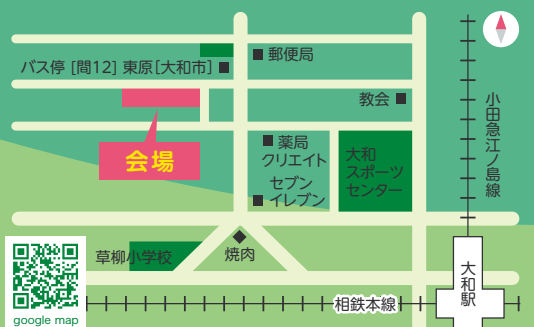 郵便局
バス停 [間12] 東原[大和市]
教会
会場
薬局
クリエイト
セブン
イレブン
大和
スポーツ
センター
小田急江ノ島線
草柳小学校
焼肉
大和駅
相鉄本線
google map